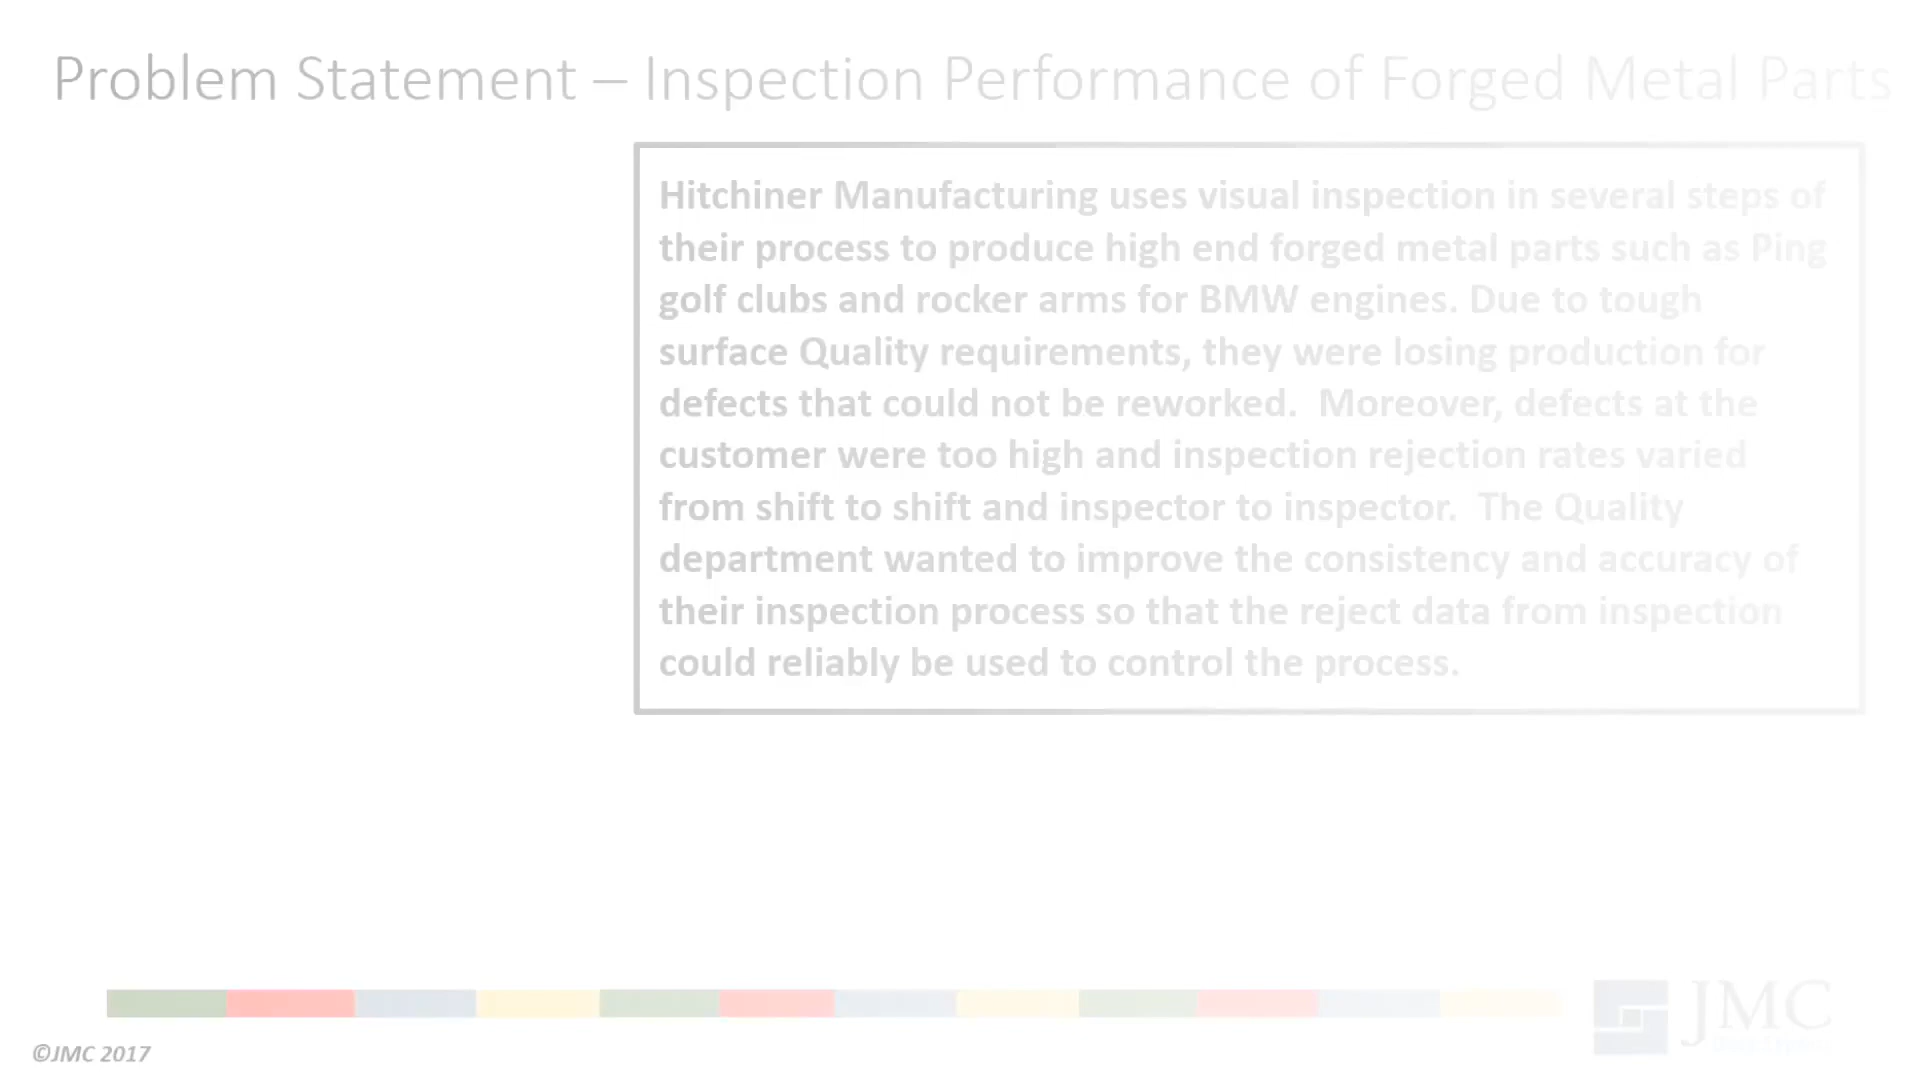 Problem Statement – Inspection Performance of Forged Metal Parts
Hitchiner Manufacturing uses visual inspection in several steps of
their process to produce high end forged metal parts such as Ping
golf clubs and rocker arms for BMW engines. Due to tough
surface Quality requirements, they were losing production for
defects that could not be reworked.  Moreover, defects at the
customer were too high and inspection rejection rates varied
from shift to shift and inspector to inspector.  The Quality
department wanted to improve the consistency and accuracy of
their inspection process so that the reject data from inspection
could reliably be used to control the process.
JMC
©JMC 2017